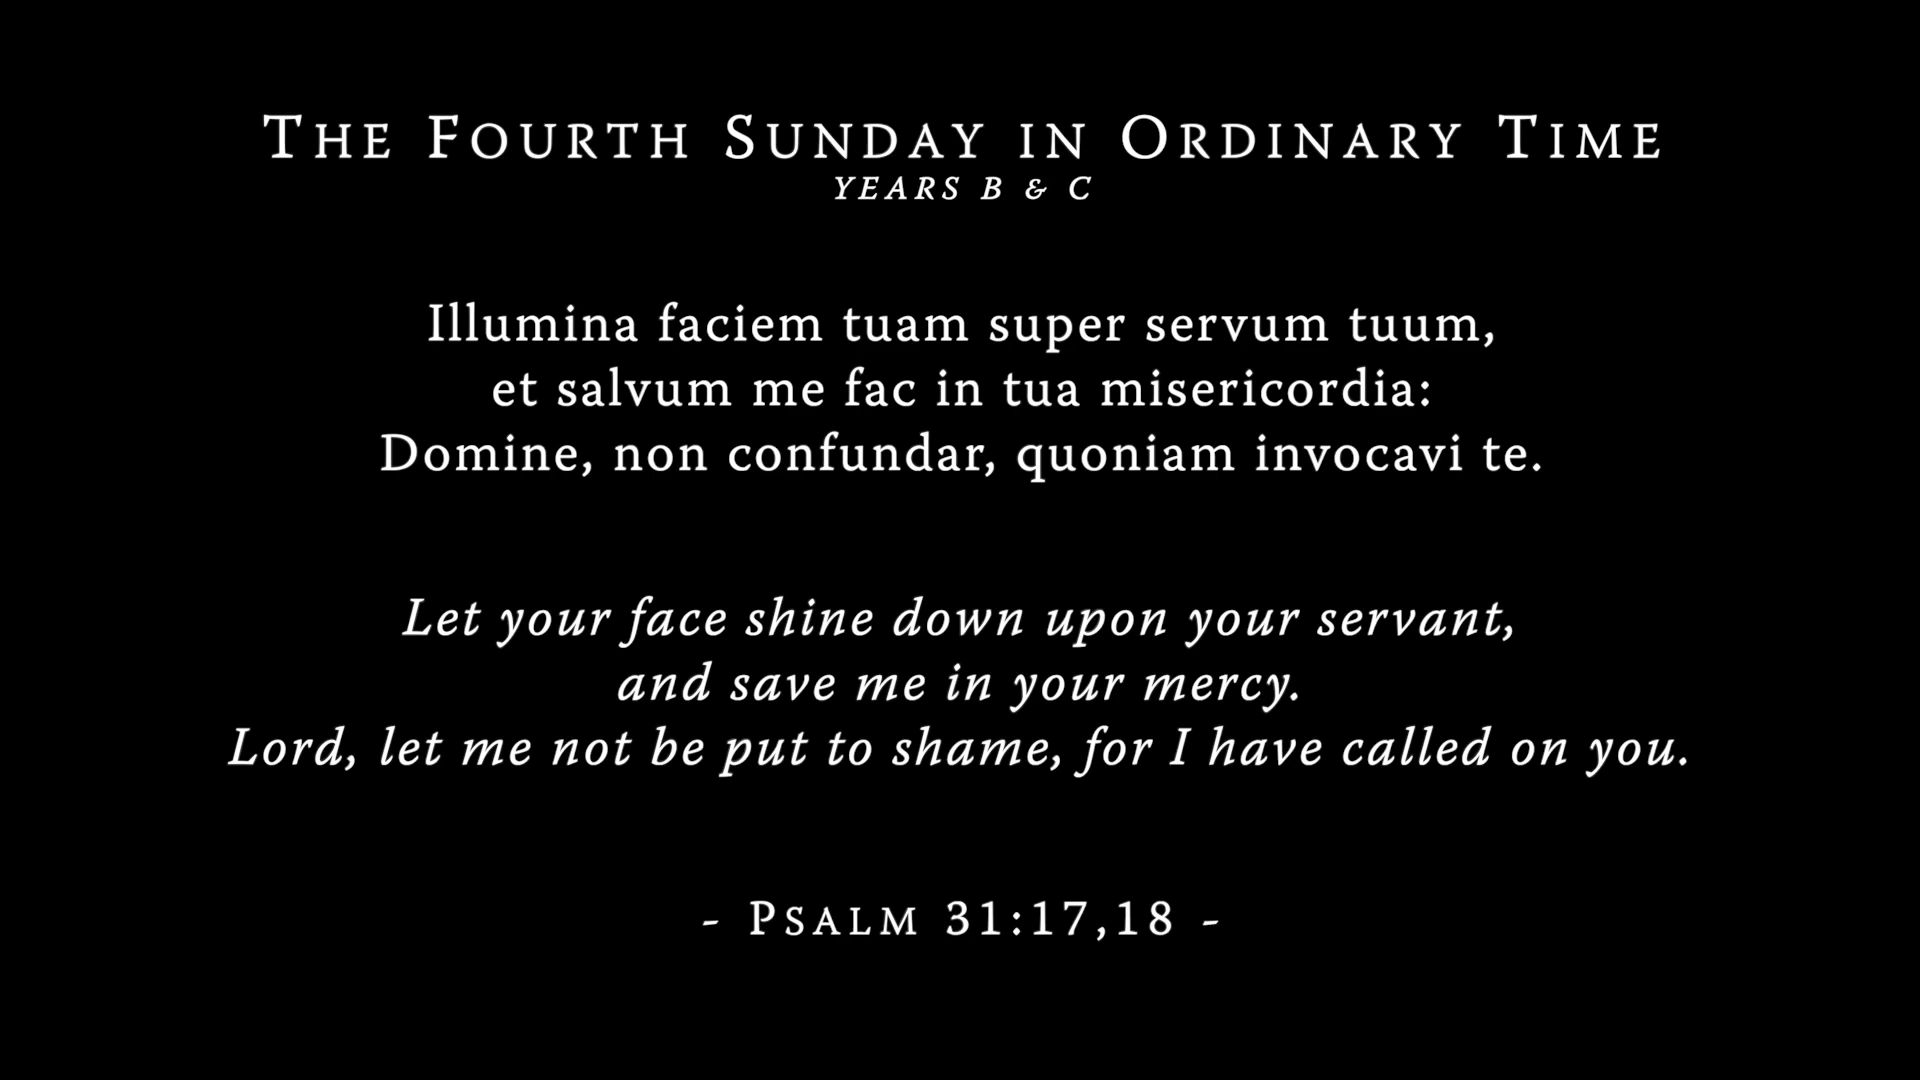 The Fourth Sunday in Ordinary Time
YEARS B & C
Illumina faciem tuam super servum tuum,
et salvum me fac in tua misericordia:
Domine, non confundar, quoniam invocavi te.
Let your face shine down upon your servant,
and save me in your mercy.
Lord, let me not be put to shame, for I have called on you.
- Psalm 31:17,18 -